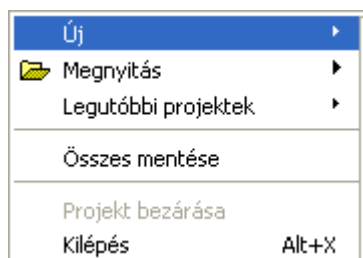 Új
Megnyitás
Legutóbbi projektek
Összes mentése
Projekt bezárása
Kilépés Alt+X